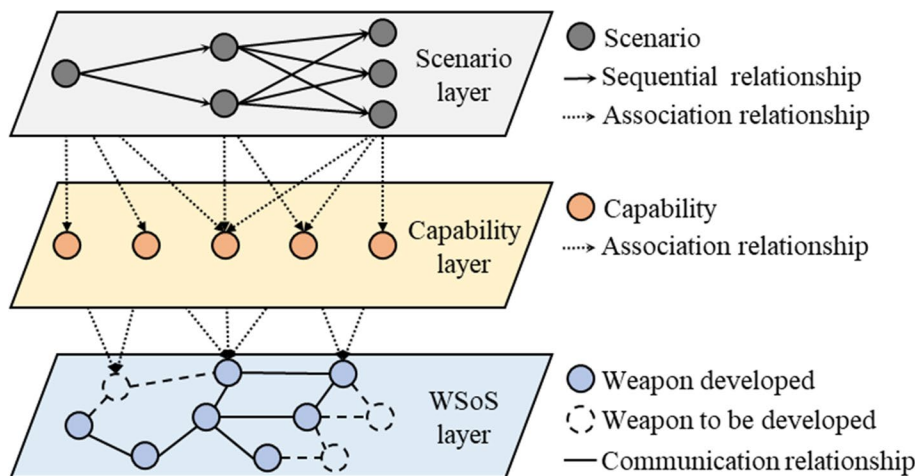 Scenario
layer
Scenario
Sequential relationship
Association relationship
Capability
layer
Capability
Association relationship
WSoS
layer
Weapon developed
Weapon to be developed
Communication relationship